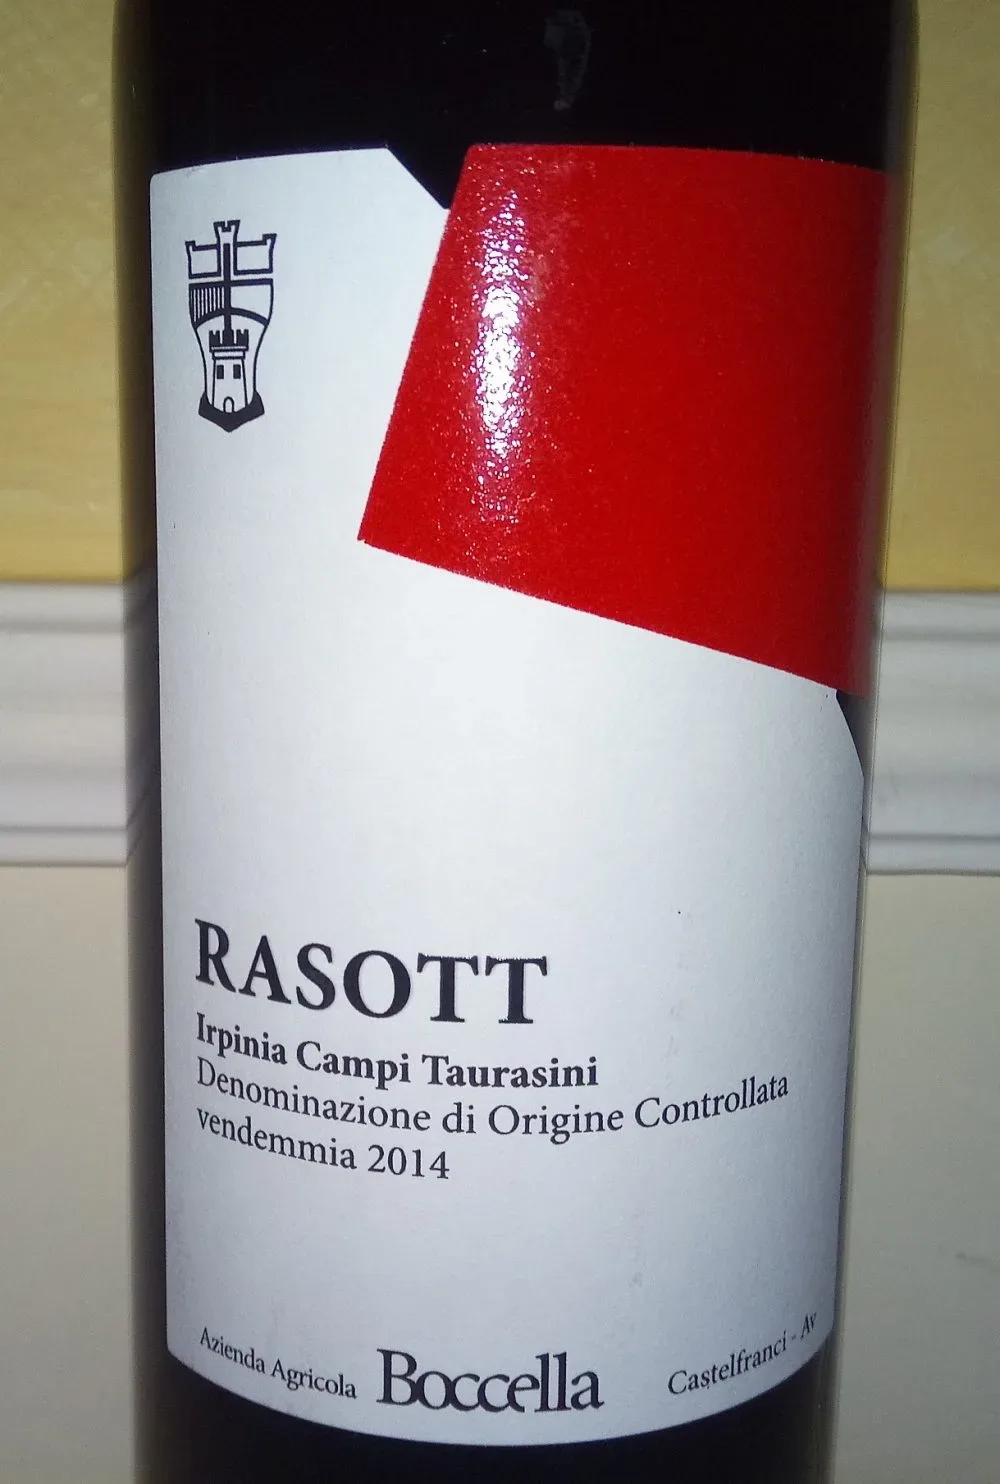 RASOTT
Irpinia Campi Taurasini
Denominazione di Origine Controllata
vendemmia 2014
Azienda Agricola Boccella Castelfranci - Av